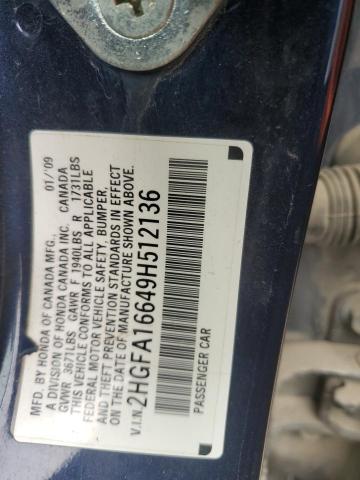 MFD. BY HONDA OF CANADA MFG., 01/'09
A DIVISION OF HONDA CANADA INC. CANADA
GVWR 3671LBS GAWR F 1940LBS R 1731LBS
THIS VEHICLE CONFORMS TO ALL APPLICABLE
FEDERAL MOTOR VEHICLE SAFETY, BUMPER,
AND THEFT PREVENTION STANDARDS IN EFFECT
ON THE DATE OF MANUFACTURE SHOWN ABOVE.
V.I.N. 2HGFA16649H512136
PASSENGER CAR